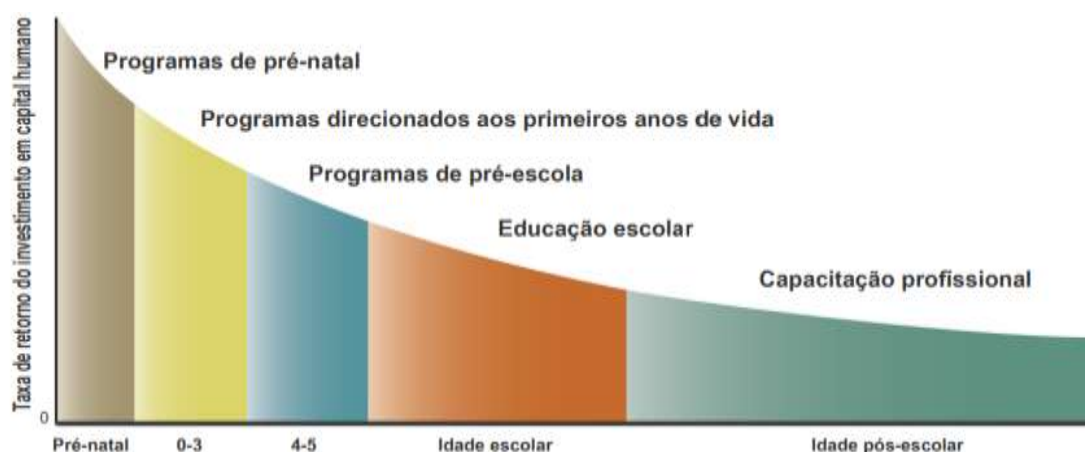 Taxa de retorno do investimento em capital humano
Programas de pré-natal
Programas direcionados aos primeiros anos de vida
Programas de pré-escola
Educação escolar
Capacitação profissional
0
Pré-natal
0-3
4-5
Idade escolar
Idade pós-escolar